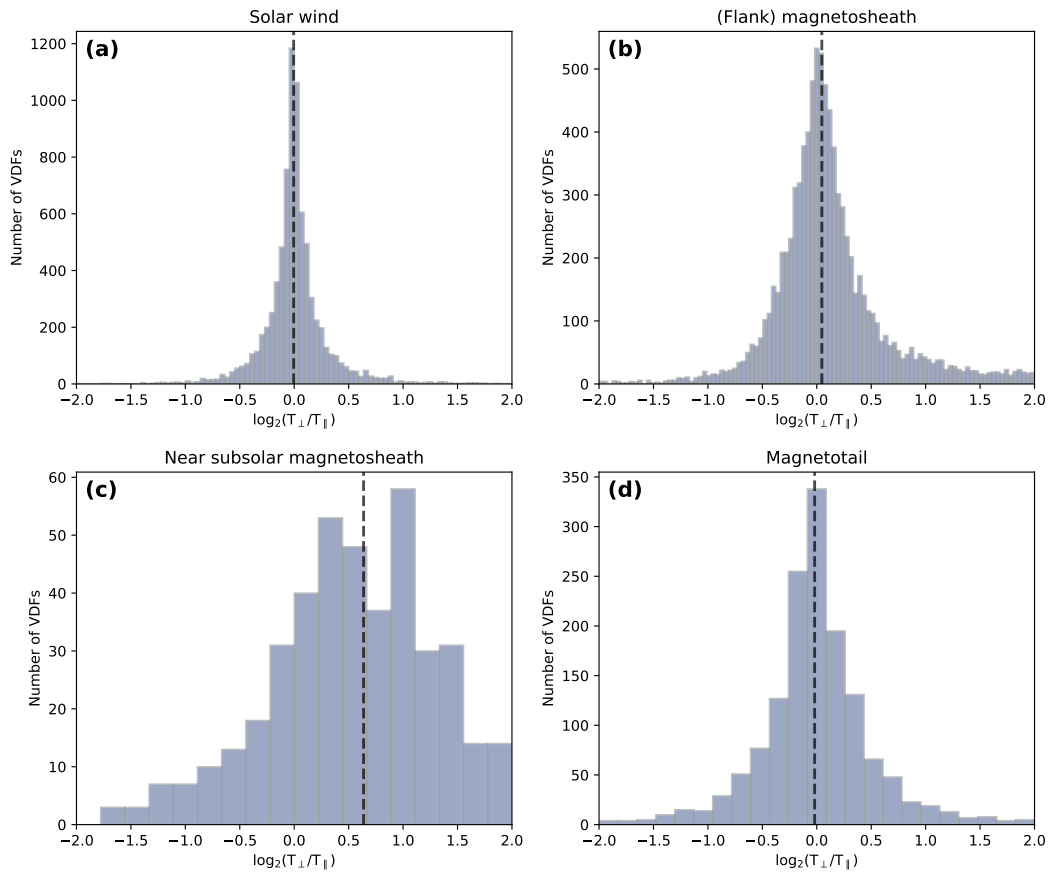 Solar wind
(a)
1200
1000
800
600
400
200
0
Number of VDFs
−2.0 −1.5 −1.0 −0.5 0.0 0.5 1.0 1.5 2.0
log₂(T⊥/T∥)
(Flank) magnetosheath
(b)
500
400
300
200
100
0
Number of VDFs
−2.0 −1.5 −1.0 −0.5 0.0 0.5 1.0 1.5 2.0
log₂(T⊥/T∥)
Near subsolar magnetosheath
(c)
60
50
40
30
20
10
0
Number of VDFs
−2.0 −1.5 −1.0 −0.5 0.0 0.5 1.0 1.5 2.0
log₂(T⊥/T∥)
Magnetotail
(d)
350
300
250
200
150
100
50
0
Number of VDFs
−2.0 −1.5 −1.0 −0.5 0.0 0.5 1.0 1.5 2.0
log₂(T⊥/T∥)